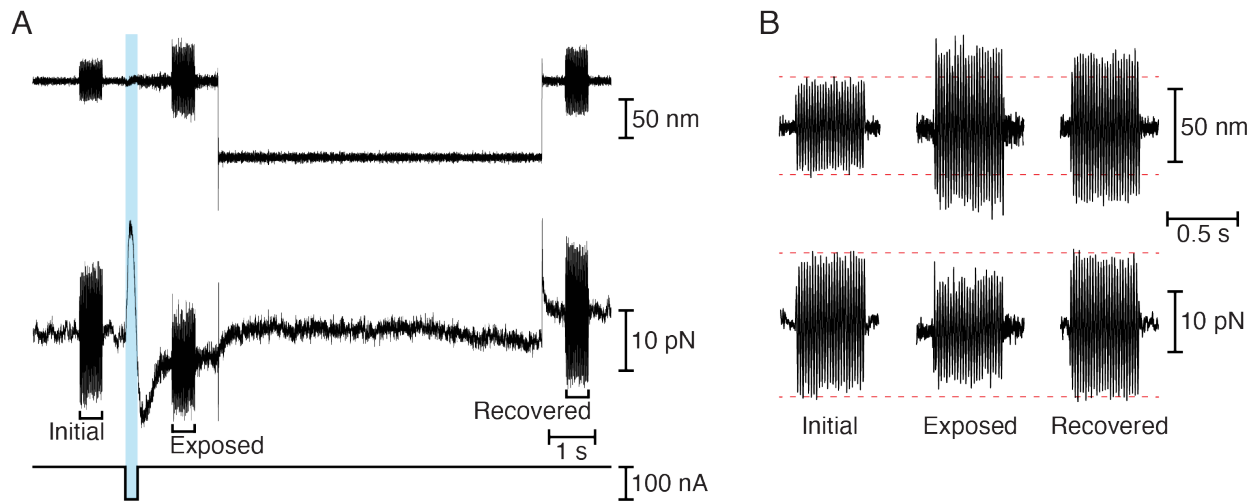 A
B
50 nm
50 nm
0.5 s
10 pN
10 pN
Recovered
Initial
Exposed
1 s
Initial
Exposed
Recovered
100 nA